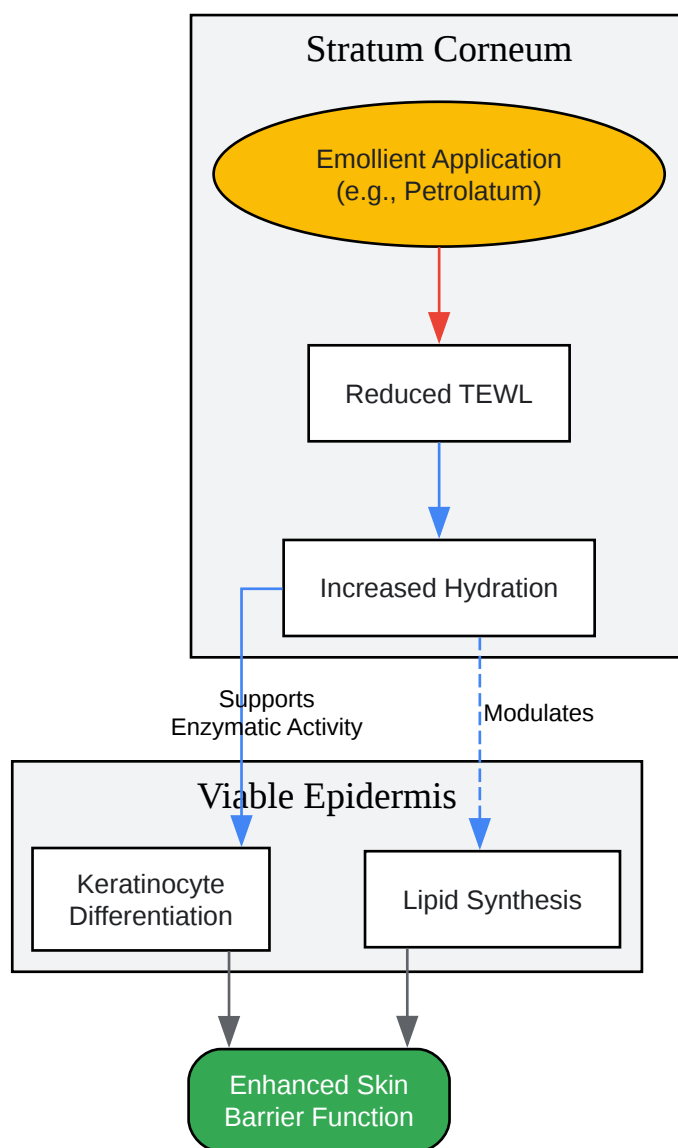 Stratum Corneum
Emollient Application
(e.g., Petrolatum)
Reduced TEWL
Increased Hydration
Supports
Enzymatic Activity
Modulates
Viable Epidermis
Keratinocyte
Differentiation
Lipid Synthesis
Enhanced Skin
Barrier Function